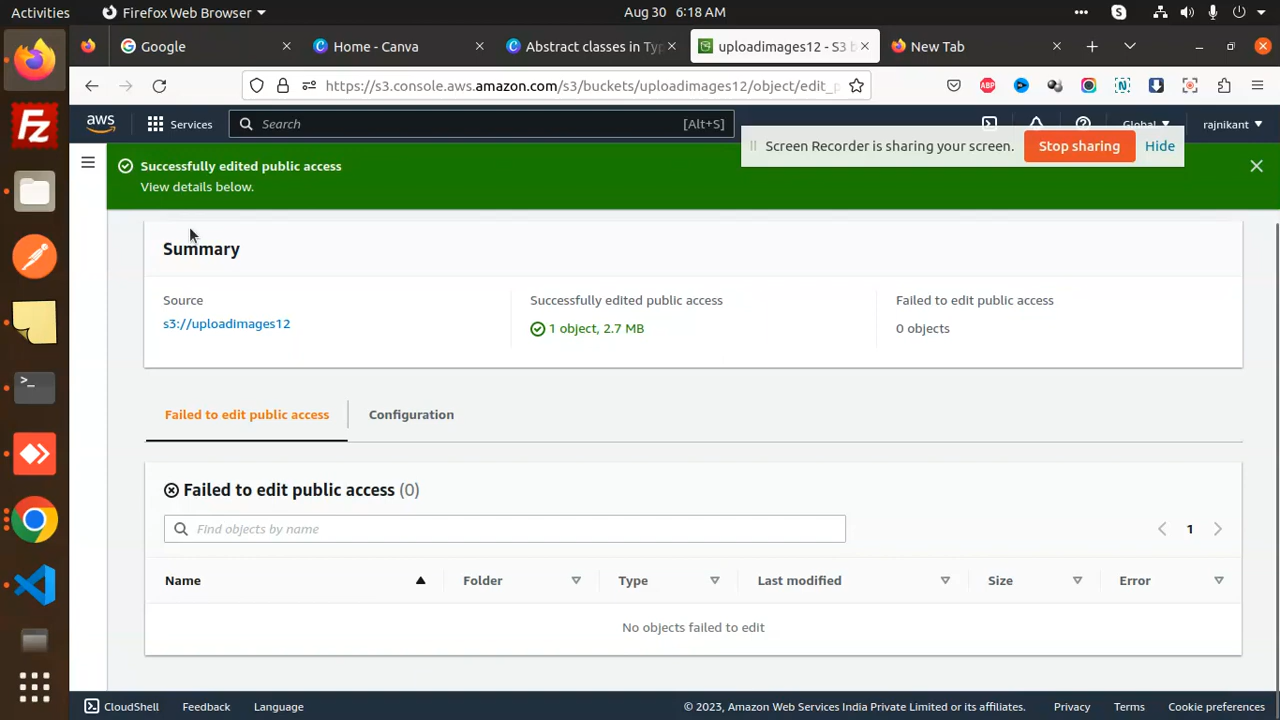 Activities
Firefox Web Browser
Aug 30 6:18 AM
Google
Home - Canva
Abstract classes in Typ
uploadimages12 - S3 b
New Tab
https://s3.console.aws.amazon.com/s3/buckets/uploadimages12/object/edit_p
ABP
aws
Services
Search
[Alt+S]
Global
rajnikant
Screen Recorder is sharing your screen.
Stop sharing
Hide
Successfully edited public access
View details below.
Summary
Source
s3://uploadimages12
Successfully edited public access
1 object, 2.7 MB
Failed to edit public access
0 objects
Failed to edit public access
Configuration
Failed to edit public access (0)
Find objects by name
1
Name
Folder
Type
Last modified
Size
Error
No objects failed to edit
CloudShell
Feedback
Language
© 2023, Amazon Web Services India Private Limited or its affiliates.
Privacy
Terms
Cookie preferences